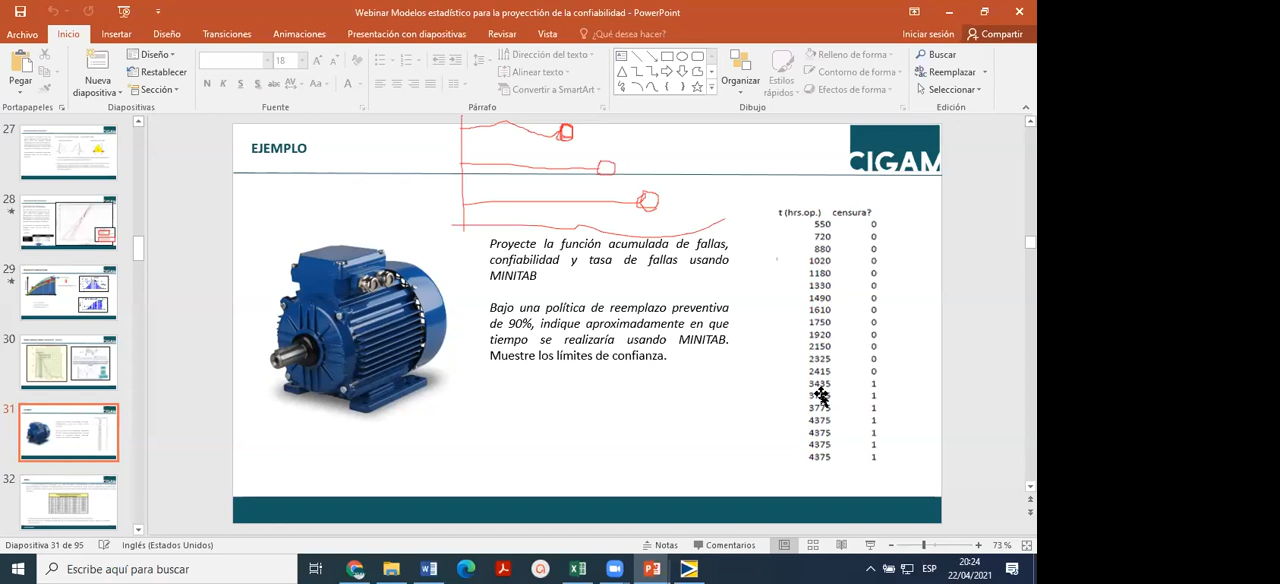 Webinar Modelos estadístico para la proyecctión de la confiabilidad - PowerPoint
Archivo Inicio Insertar Diseño Transiciones Animaciones Presentación con diapositivas Revisar Vista ¿Qué desea hacer? Iniciar sesión Compartir
Pegar
Nueva diapositiva
Diseño
Restablecer
Sección
18
N K S S abc AV Aa A
Dirección del texto
Alinear texto
Convertir a SmartArt
Organizar
Estilos rápidos
Relleno de forma
Contorno de forma
Efectos de forma
Buscar
Reemplazar
Seleccionar
Portapapeles Diapositivas Fuente Párrafo Dibujo Edición
27
28
29
30
31
32
EJEMPLO
CIGAM
Proyecte la función acumulada de fallas,
confiabilidad y tasa de fallas usando
MINITAB
Bajo una política de reemplazo preventiva
de 90%, indique aproximadamente en que
tiempo se realizaría usando MINITAB.
Muestre los límites de confianza.
t (hrs.op.) censura?
550 0
720 0
880 0
1020 0
1180 0
1330 0
1490 0
1610 0
1750 0
1920 0
2150 0
2325 0
2415 0
3435 1
1
3775 1
4375 1
4375 1
4375 1
4375 1
Diapositiva 31 de 95 Inglés (Estados Unidos) Notas Comentarios 73 %
Escribe aquí para buscar
ESP
20:24
22/04/2021